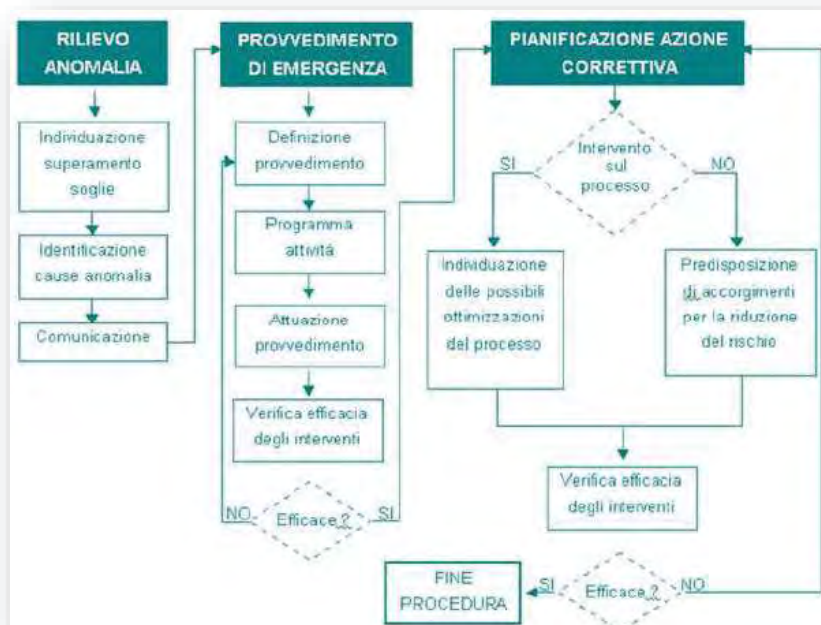 RILIEVO
ANOMALIA
Individuazione
superamento
soglie
Identificazione
cause anomalia
Comunicazione
PROVVEDIMENTO
DI EMERGENZA
Definizione
provvedimento
Programma
attività
Attuazione
provvedimento
Verifica efficacia
degli interventi
NO
Efficace?
SI
PIANIFICAZIONE AZIONE
CORRETTIVA
SI
Intervento
sul
processo
NO
Individuazione
delle possibili
ottimizzazioni
del processo
Predisposizione
di accorgimenti
per la riduzione
del rischio
Verifica efficacia
degli interventi
FINE
PROCEDURA
SI
Efficace?
NO